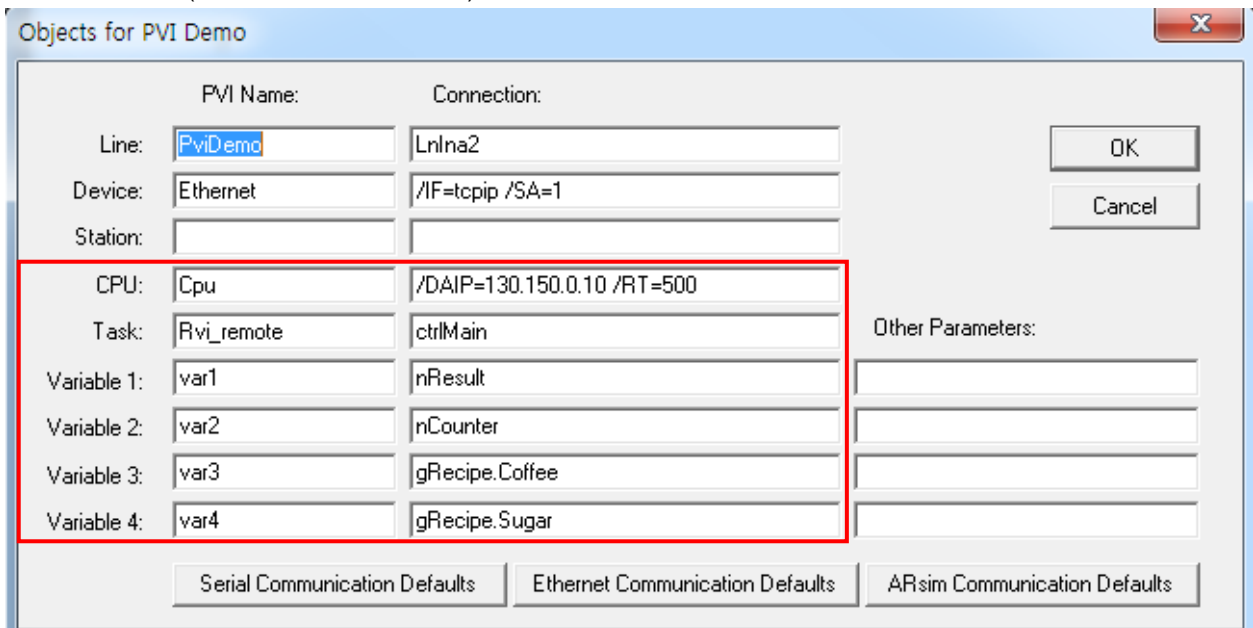 Objects for PVI Demo
PVI Name: Connection:
Line: PviDemo LnIna2 OK
Device: Ethernet /IF=tcpip /SA=1 Cancel
Station:
CPU: Cpu /DAIP=130.150.0.10 /RT=500
Task: Rvi_remote ctrlMain Other Parameters:
Variable 1: var1 nResult
Variable 2: var2 nCounter
Variable 3: var3 gRecipe.Coffee
Variable 4: var4 gRecipe.Sugar
Serial Communication Defaults Ethernet Communication Defaults ARsim Communication Defaults